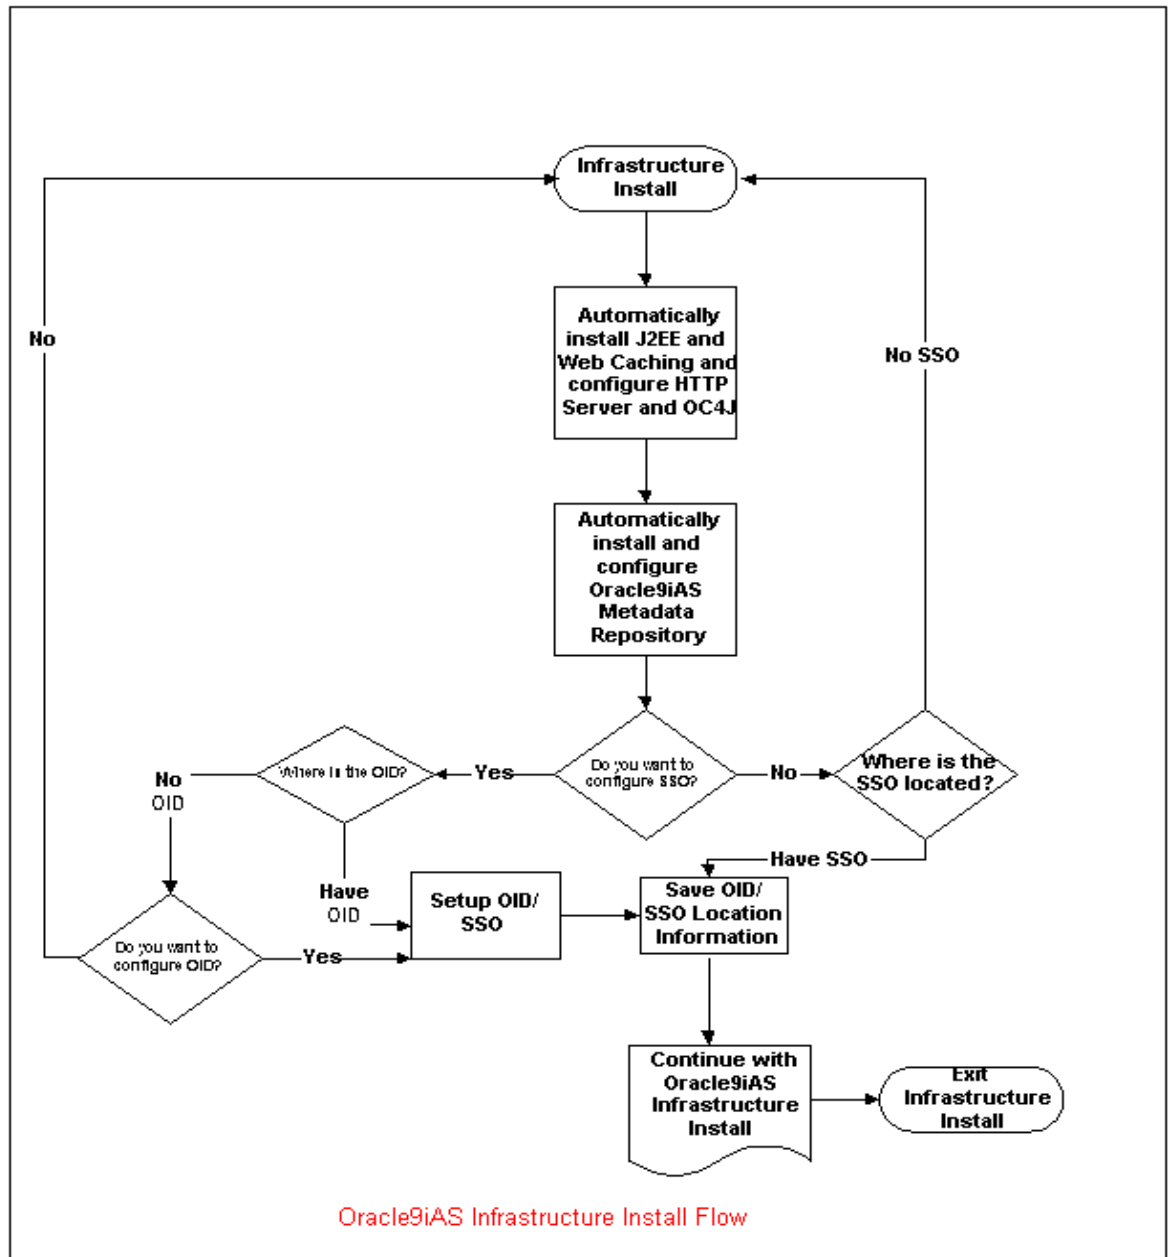 Infrastructure
Install
Automatically
install J2EE and
Web Caching and
configure HTTP
Server and OC4J
No
No SSO
Automatically
install and
configure
Oracle9iAS
Metadata
Repository
Where is the OID?
Yes
Do you want to
configure SSO?
No
Where is the
SSO located?
No
OID
Have SSO
Have
OID
Setup OID/
SSO
Save OID/
SSO Location
Information
Do you want to
configure OID?
Yes
Continue with
Oracle9iAS
Infrastructure
Install
Exit
Infrastructure
Install
Oracle9iAS Infrastructure Install Flow